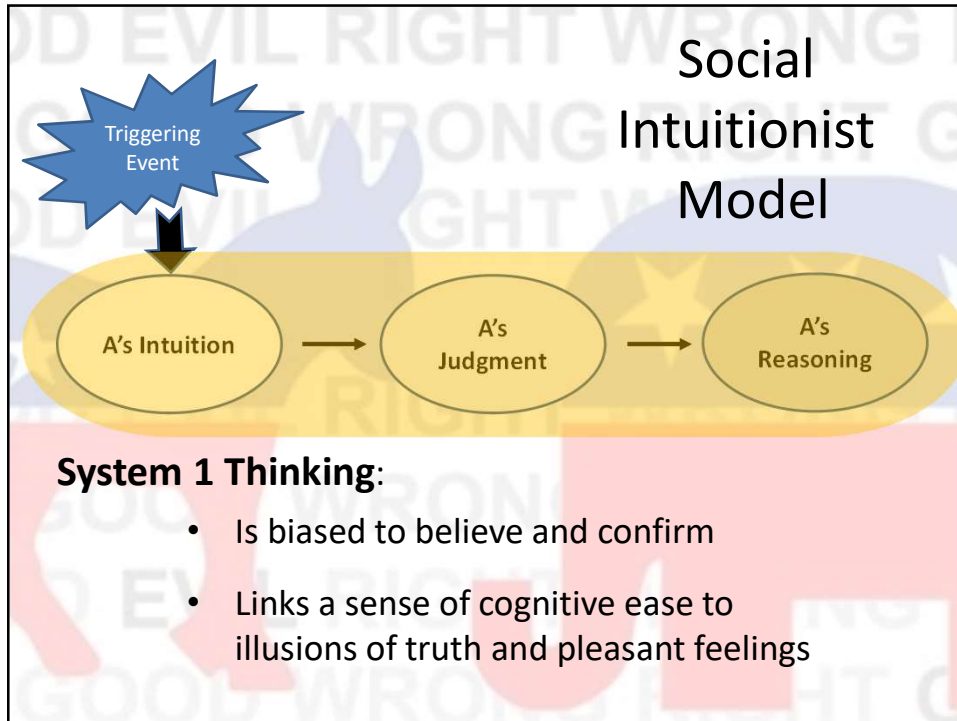 Social
Intuitionist
Model
Triggering
Event
A's Intuition
A's
Judgment
A's
Reasoning
System 1 Thinking:
• Is biased to believe and confirm
• Links a sense of cognitive ease to
illusions of truth and pleasant feelings